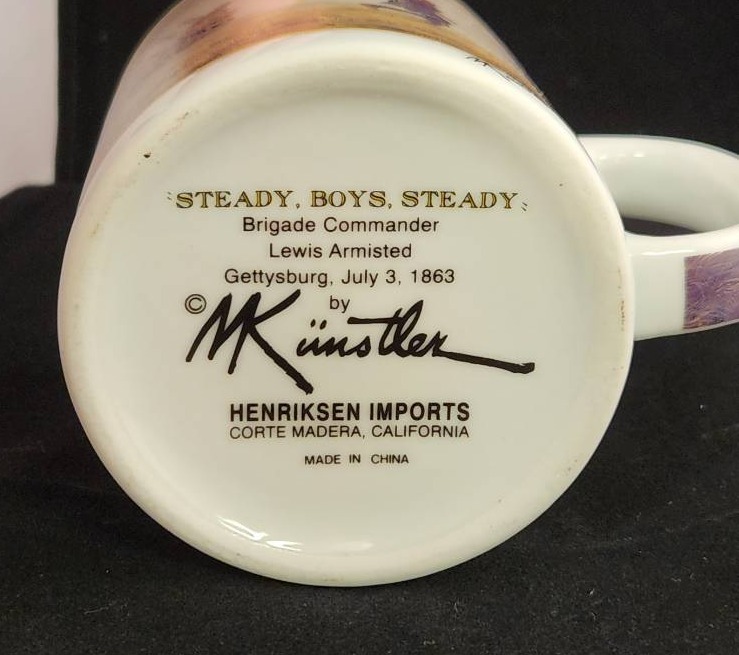 "STEADY, BOYS, STEADY"
Brigade Commander
Lewis Armisted
Gettysburg, July 3, 1863
by
© MKünstler
HENRIKSEN IMPORTS
CORTE MADERA, CALIFORNIA
MADE IN CHINA